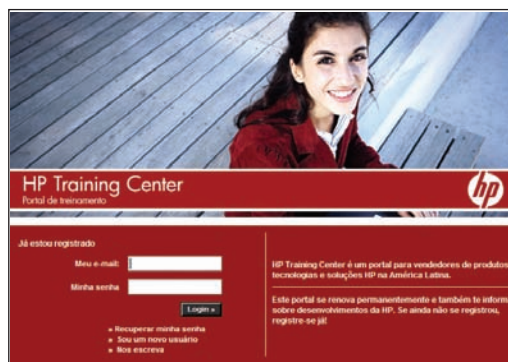 HP Training Center
Portal de treinamento
hp
Já estou registrado
Meu e-mail:
Minha senha
Login »
» Recuperar minha senha
» Sou um novo usuário
» Nos escreva
HP Training Center é um portal para vendedores de produtos
tecnologias e soluções HP na América Latina.
Este portal se renova permanentemente e também te inform
sobre desenvolvimentos da HP. Se ainda não se registrou,
registre-se já!